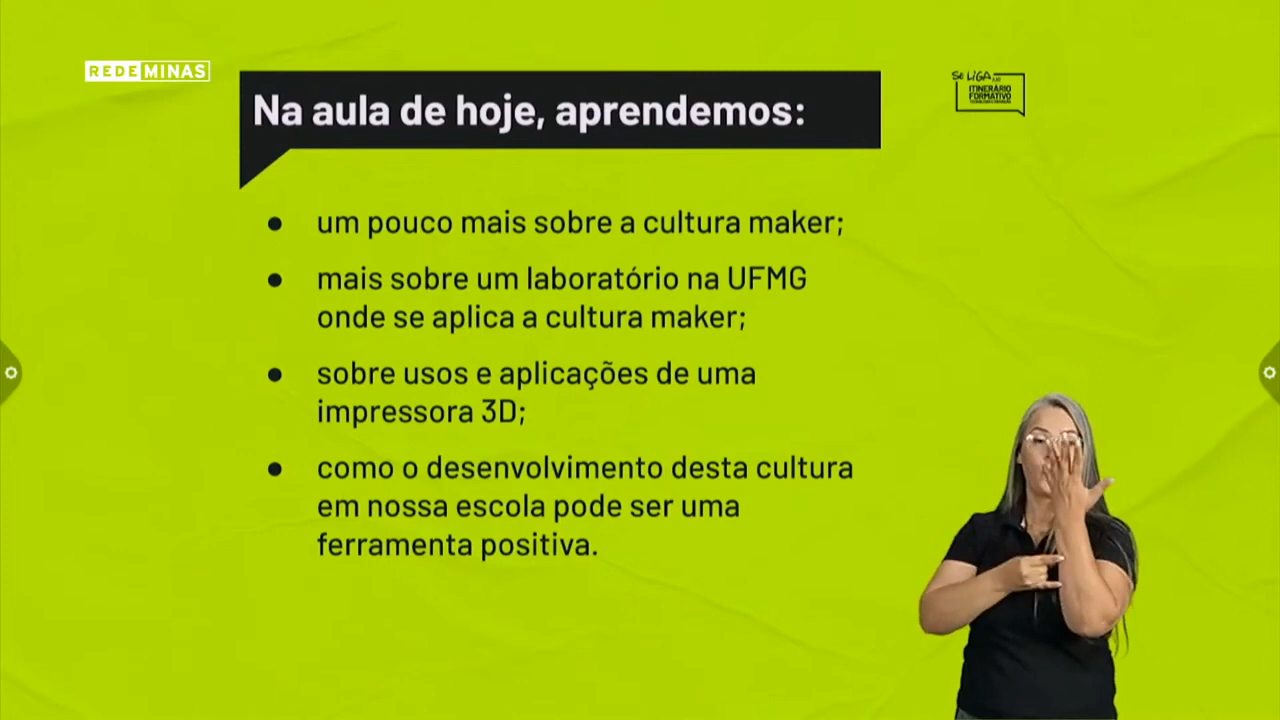 REDE MINAS
Na aula de hoje, aprendemos:
SE LIGA
ITINERÁRIO
FORMATIVO
● um pouco mais sobre a cultura maker;
● mais sobre um laboratório na UFMG
onde se aplica a cultura maker;
● sobre usos e aplicações de uma
impressora 3D;
● como o desenvolvimento desta cultura
em nossa escola pode ser uma
ferramenta positiva.